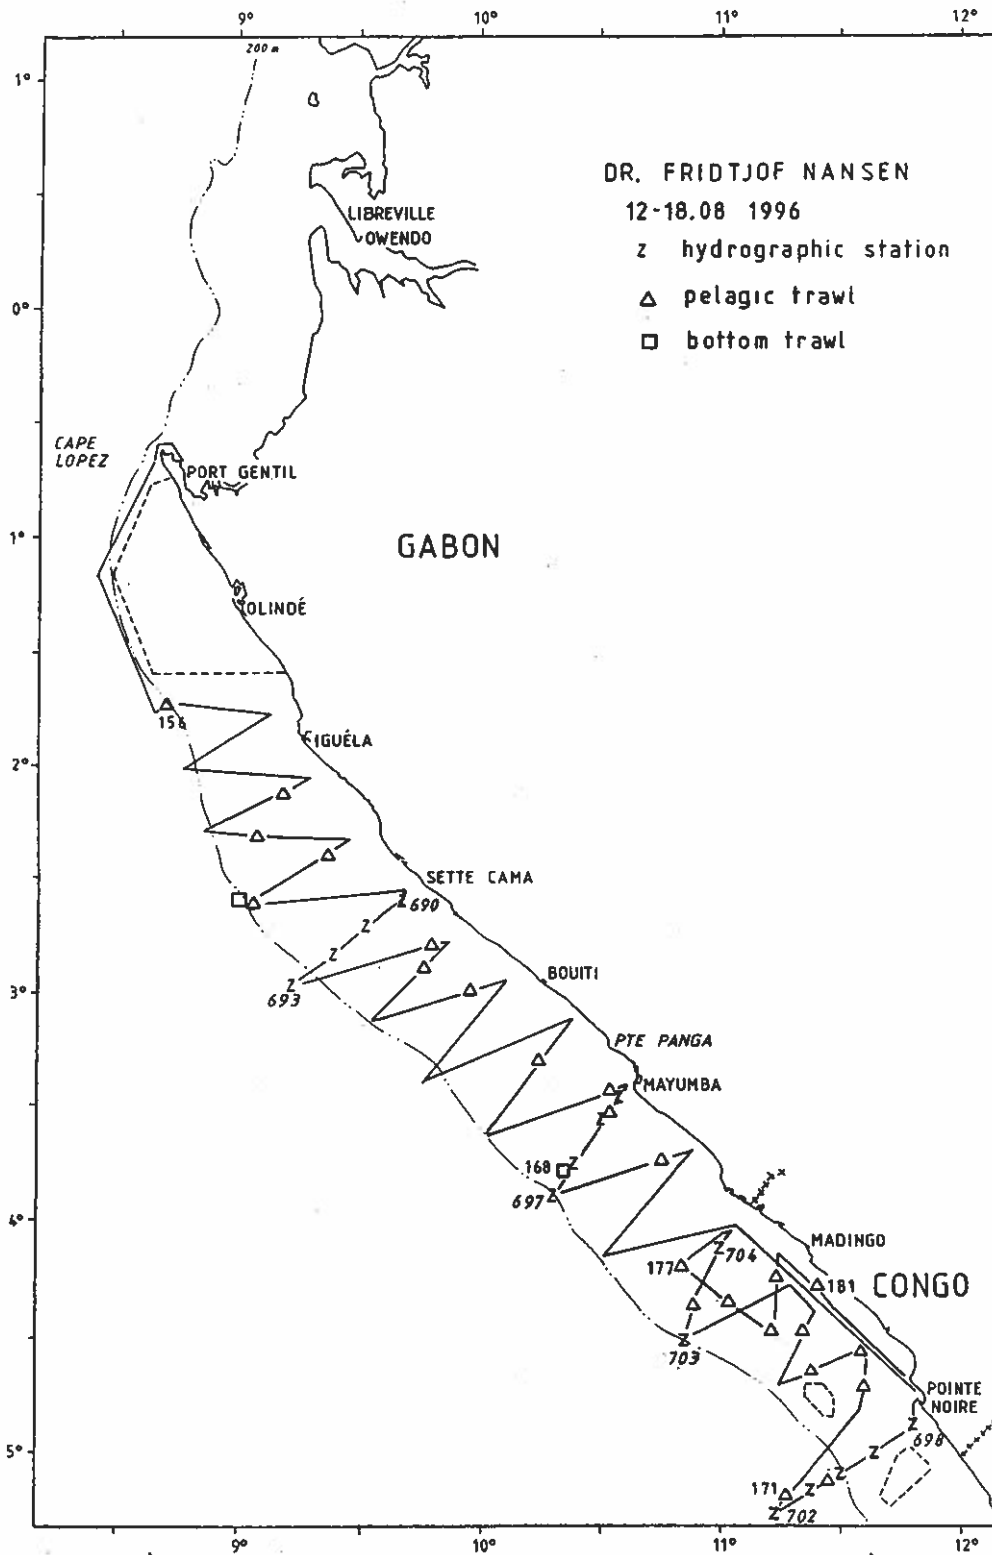 9°
10°
11°
12°
200 m
1°
DR. FRIDTJOF NANSEN
12-18.08 1996
z hydrographic station
△ pelagic trawl
□ bottom trawl
LIBREVILLE
OWENDO
0°
CAPE
LOPEZ
PORT GENTIL
1°
GABON
OLINDÉ
156
IGUÉLA
2°
SETTE CAMA
690
BOUITI
3°
693
PTE PANGA
MAYUMBA
168
697
4°
MADINGO
704
177
181
CONGO
703
POINTE
NOIRE
698
5°
171
702
9°
10°
11°
12°